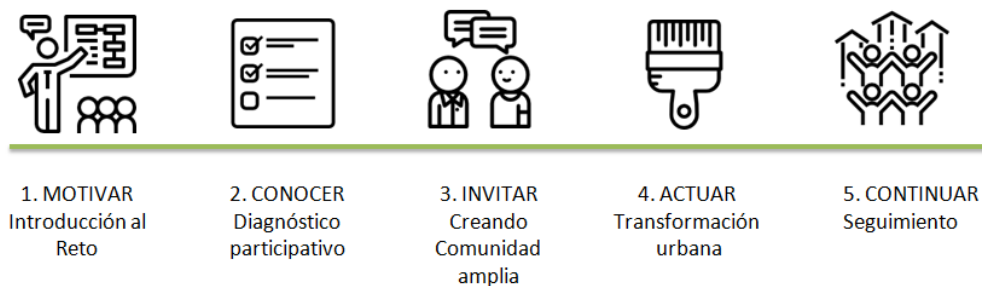 1. MOTIVAR
Introducción al
Reto
2. CONOCER
Diagnóstico
participativo
3. INVITAR
Creando
Comunidad
amplia
4. ACTUAR
Transformación
urbana
5. CONTINUAR
Seguimiento